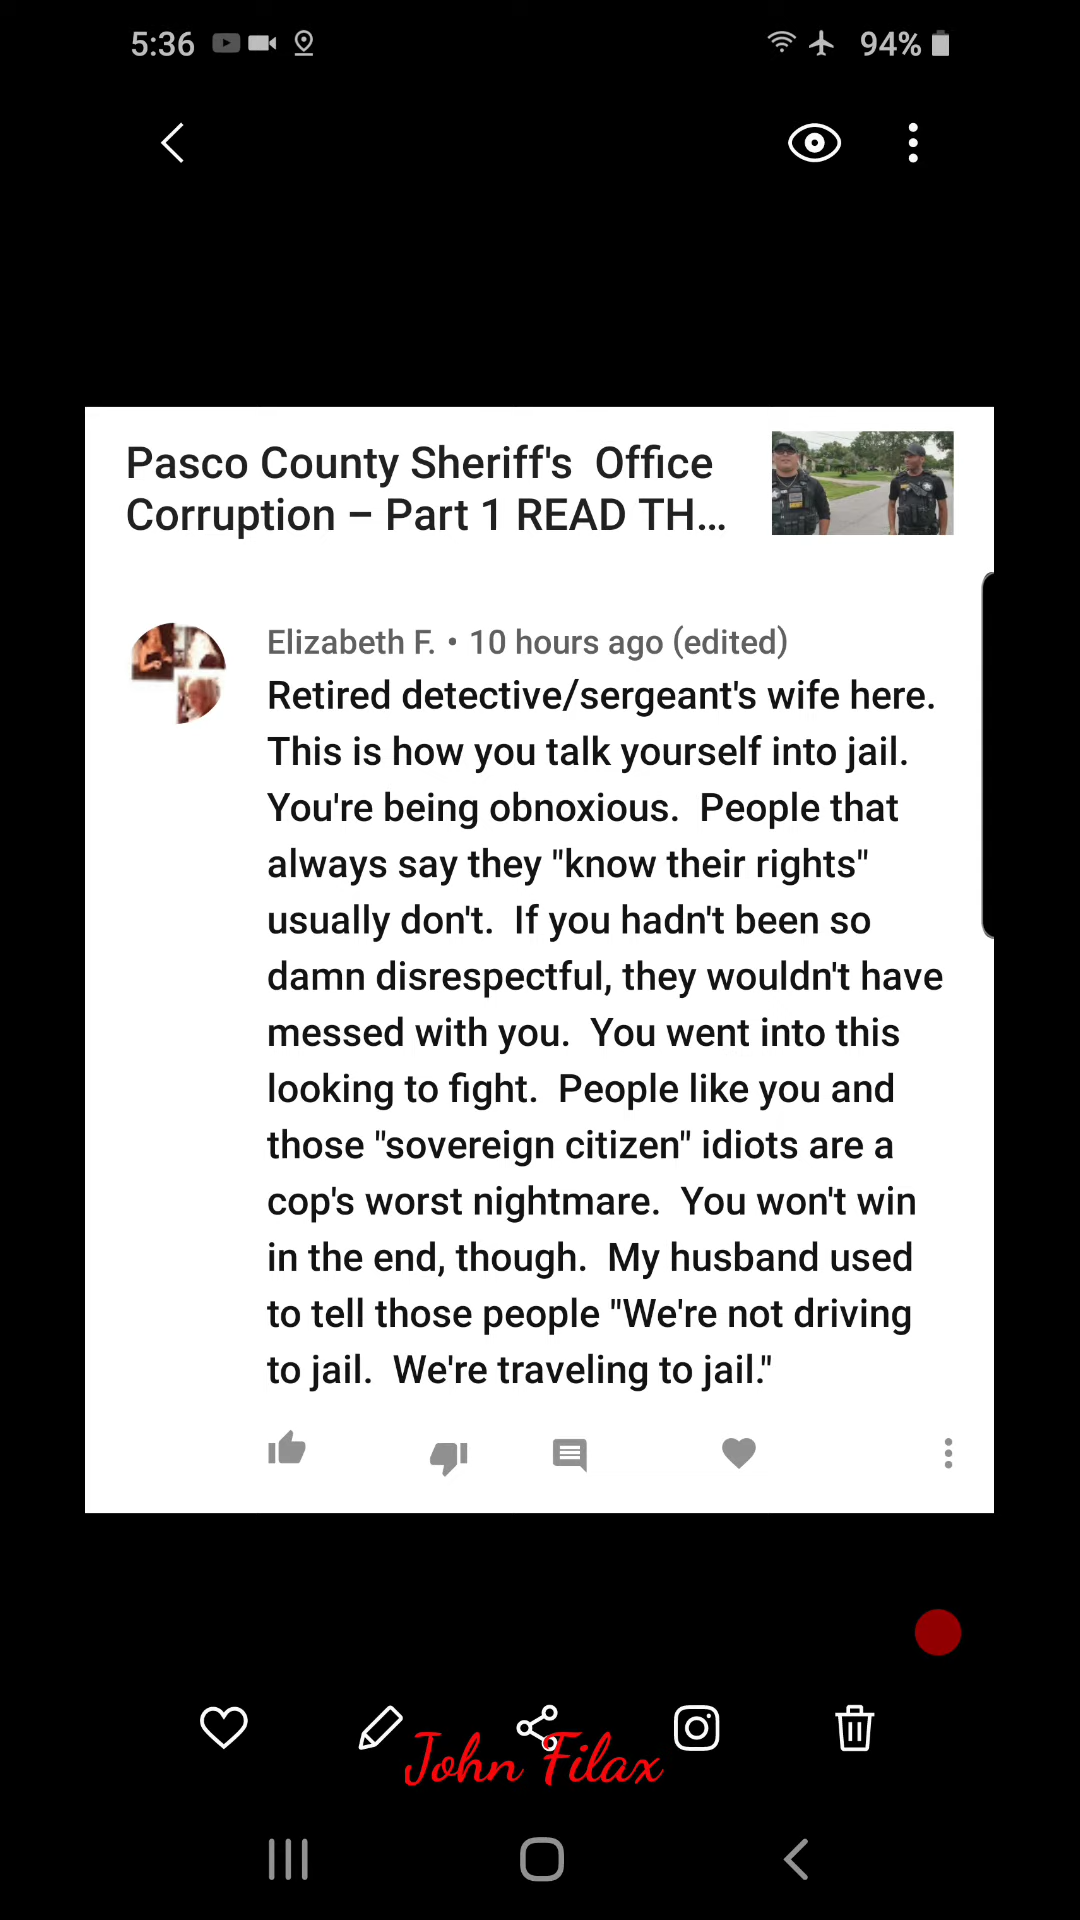 5:36
94%
Pasco County Sheriff's  Office
Corruption – Part 1 READ TH...
Elizabeth F. • 10 hours ago (edited)
Retired detective/sergeant's wife here.
This is how you talk yourself into jail.
You're being obnoxious.  People that
always say they "know their rights"
usually don't.  If you hadn't been so
damn disrespectful, they wouldn't have
messed with you.  You went into this
looking to fight.  People like you and
those "sovereign citizen" idiots are a
cop's worst nightmare.  You won't win
in the end, though.  My husband used
to tell those people "We're not driving
to jail.  We're traveling to jail."
John Filax